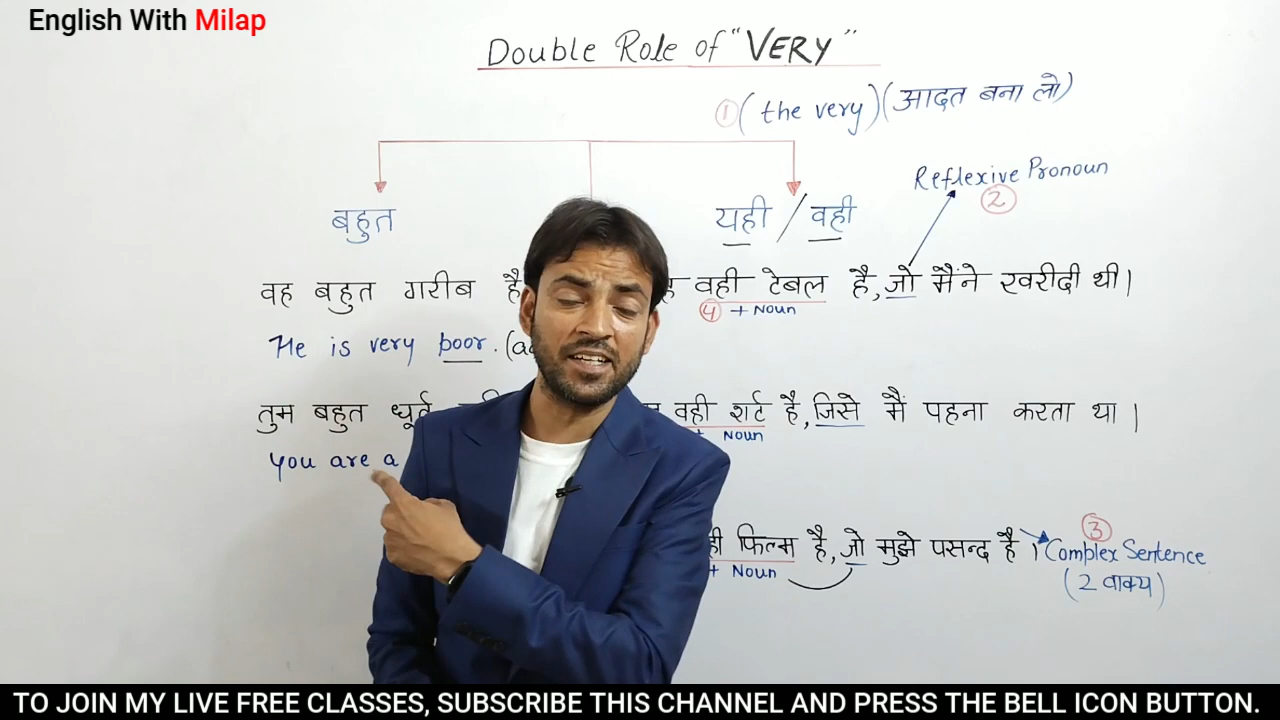 English With Milap
Double Role of "VERY"
① (the very) (आदत बना लो)
Reflexive Pronoun
②
बहुत
यही / वही
वह बहुत गरीब है
वही टेबल है, जो मैंने खरीदी थी।
④ + Noun
He is very poor.
तुम बहुत धूर्त
वही शर्ट है, जिसे मैं पहना करता था।
+ Noun
You are a
③
फिल्म है, जो मुझे पसन्द है। Complex Sentence
+ Noun
(2 वाक्य)
TO JOIN MY LIVE FREE CLASSES, SUBSCRIBE THIS CHANNEL AND PRESS THE BELL ICON BUTTON.